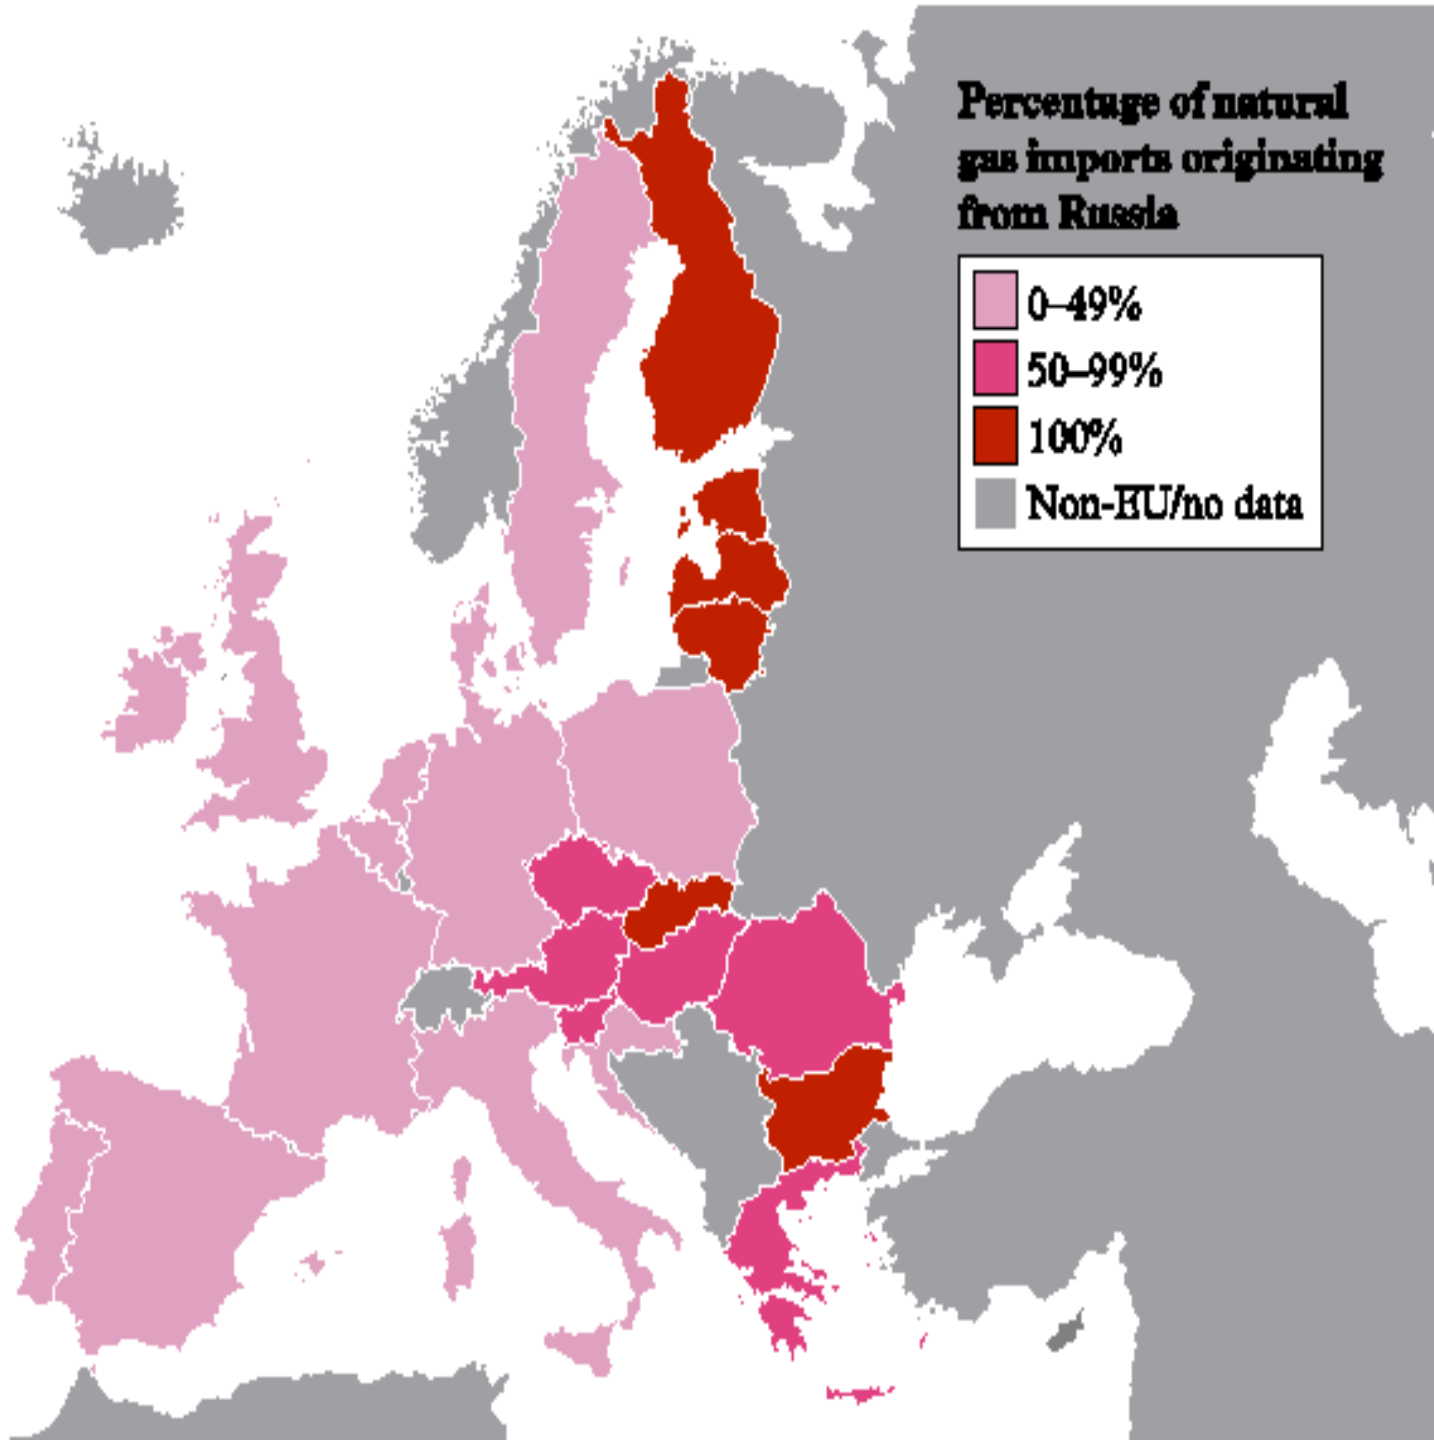 Percentage of natural
gas imports originating
from Russia
0–49%
50–99%
100%
Non-EU/no data